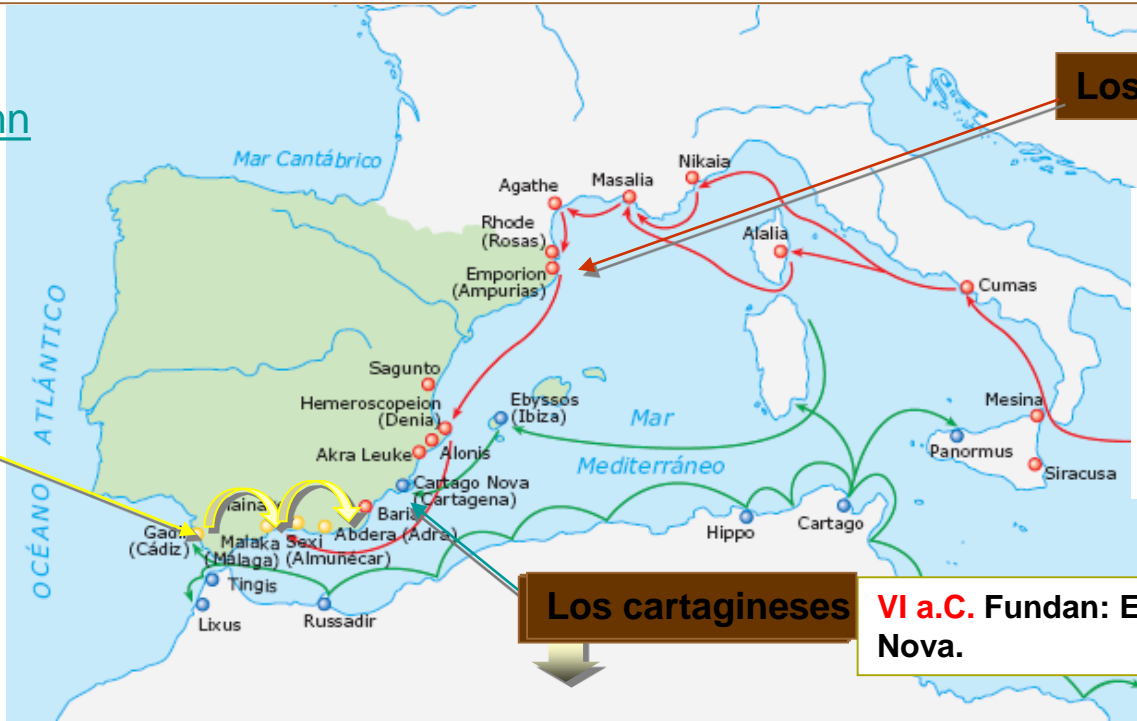 Los
nn
Mar Cantábrico
Nikaia
Agathe
Masalia
Rhode
(Rosas)
Alalia
Emporion
(Ampurias)
Cumas
OCÉANO ATLÁNTICO
Sagunto
Hemeroscopeion
(Denia)
Ebyssos
(Ibiza)
Mar
Mediterráneo
Mesina
Akra Leuke
Alonis
Panormus
Siracusa
Cartago Nova
(Cartagena)
Baria
Gadir
(Cádiz)
Malaka
(Málaga)
Sexi
(Almuñécar)
Abdera (Adra)
Hippo
Cartago
Tingis
Lixus
Russadir
Los cartagineses
VI a.C. Fundan: E
Nova.